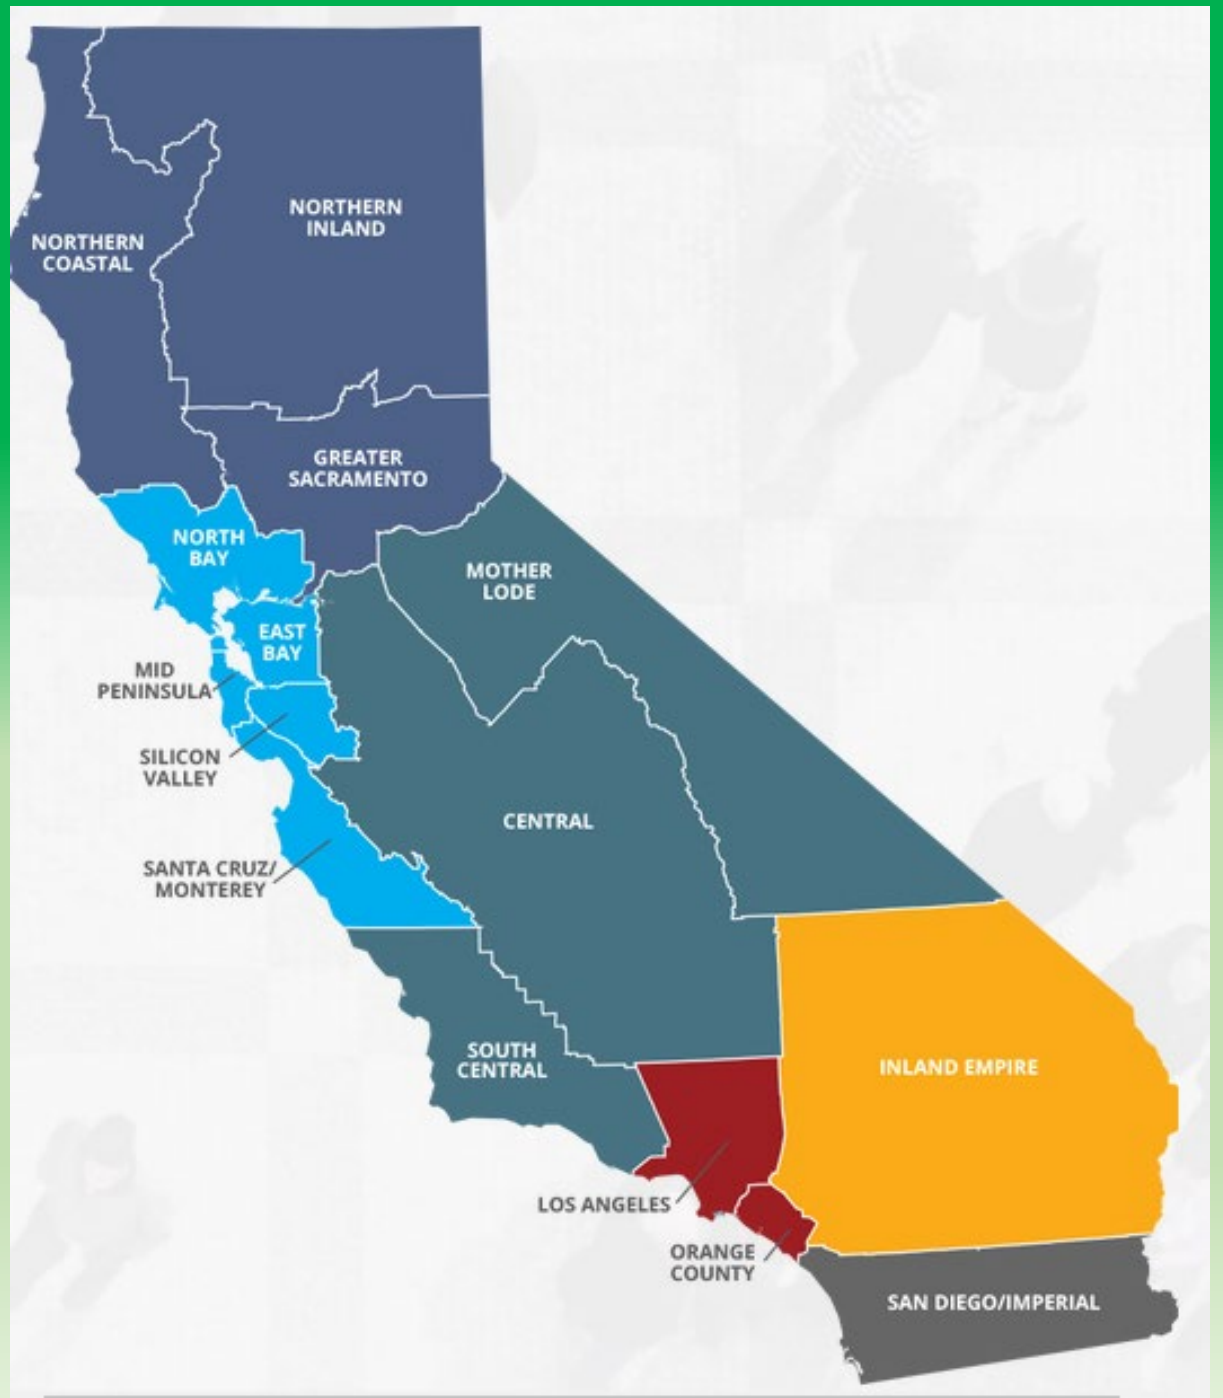 NORTHERN
INLAND
NORTHERN
COASTAL
GREATER
SACRAMENTO
NORTH
BAY
MOTHER
LODE
EAST
BAY
MID
PENINSULA
SILICON
VALLEY
CENTRAL
SANTA CRUZ/
MONTEREY
SOUTH
CENTRAL
INLAND EMPIRE
LOS ANGELES
ORANGE
COUNTY
SAN DIEGO/IMPERIAL